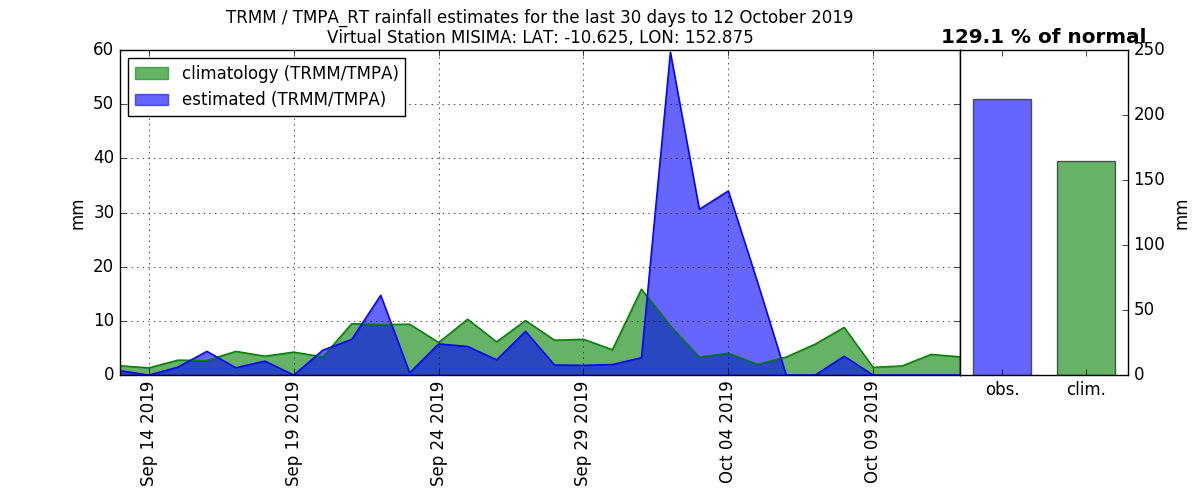 TRMM / TMPA_RT rainfall estimates for the last 30 days to 12 October 2019
Virtual Station MISIMA: LAT: -10.625, LON: 152.875
129.1 % of normal
climatology (TRMM/TMPA)
estimated (TRMM/TMPA)
60
50
40
30
20
10
0
mm
Sep 14 2019
Sep 19 2019
Sep 24 2019
Sep 29 2019
Oct 04 2019
Oct 09 2019
250
200
150
100
50
0
mm
obs.
clim.